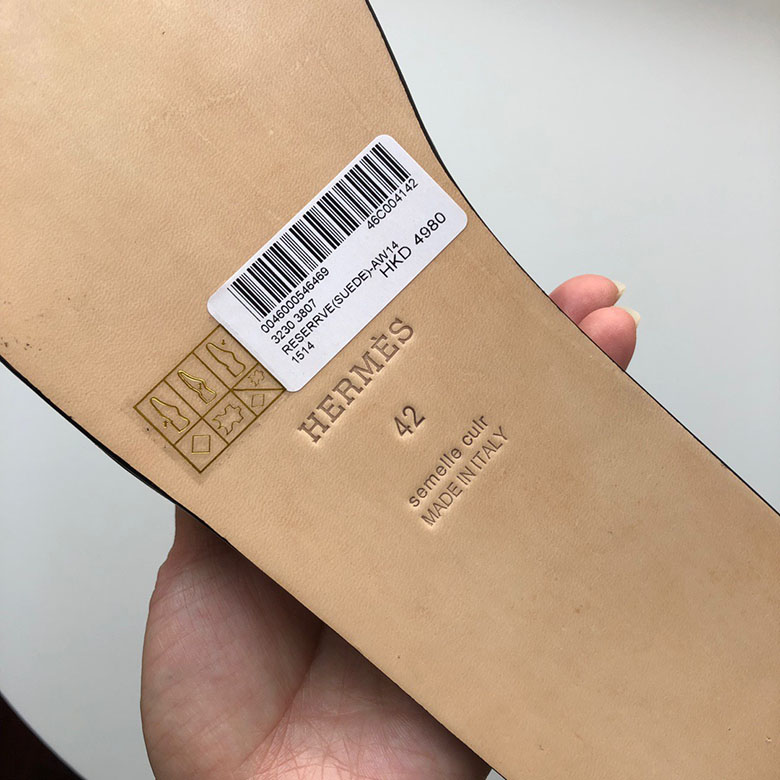 46C004142
0046000546469
3230 3807
RESERRVE(SUEDE)-AW14
1514
HKD 4980
HERMÈS
42
semelle cuir
MADE IN ITALY